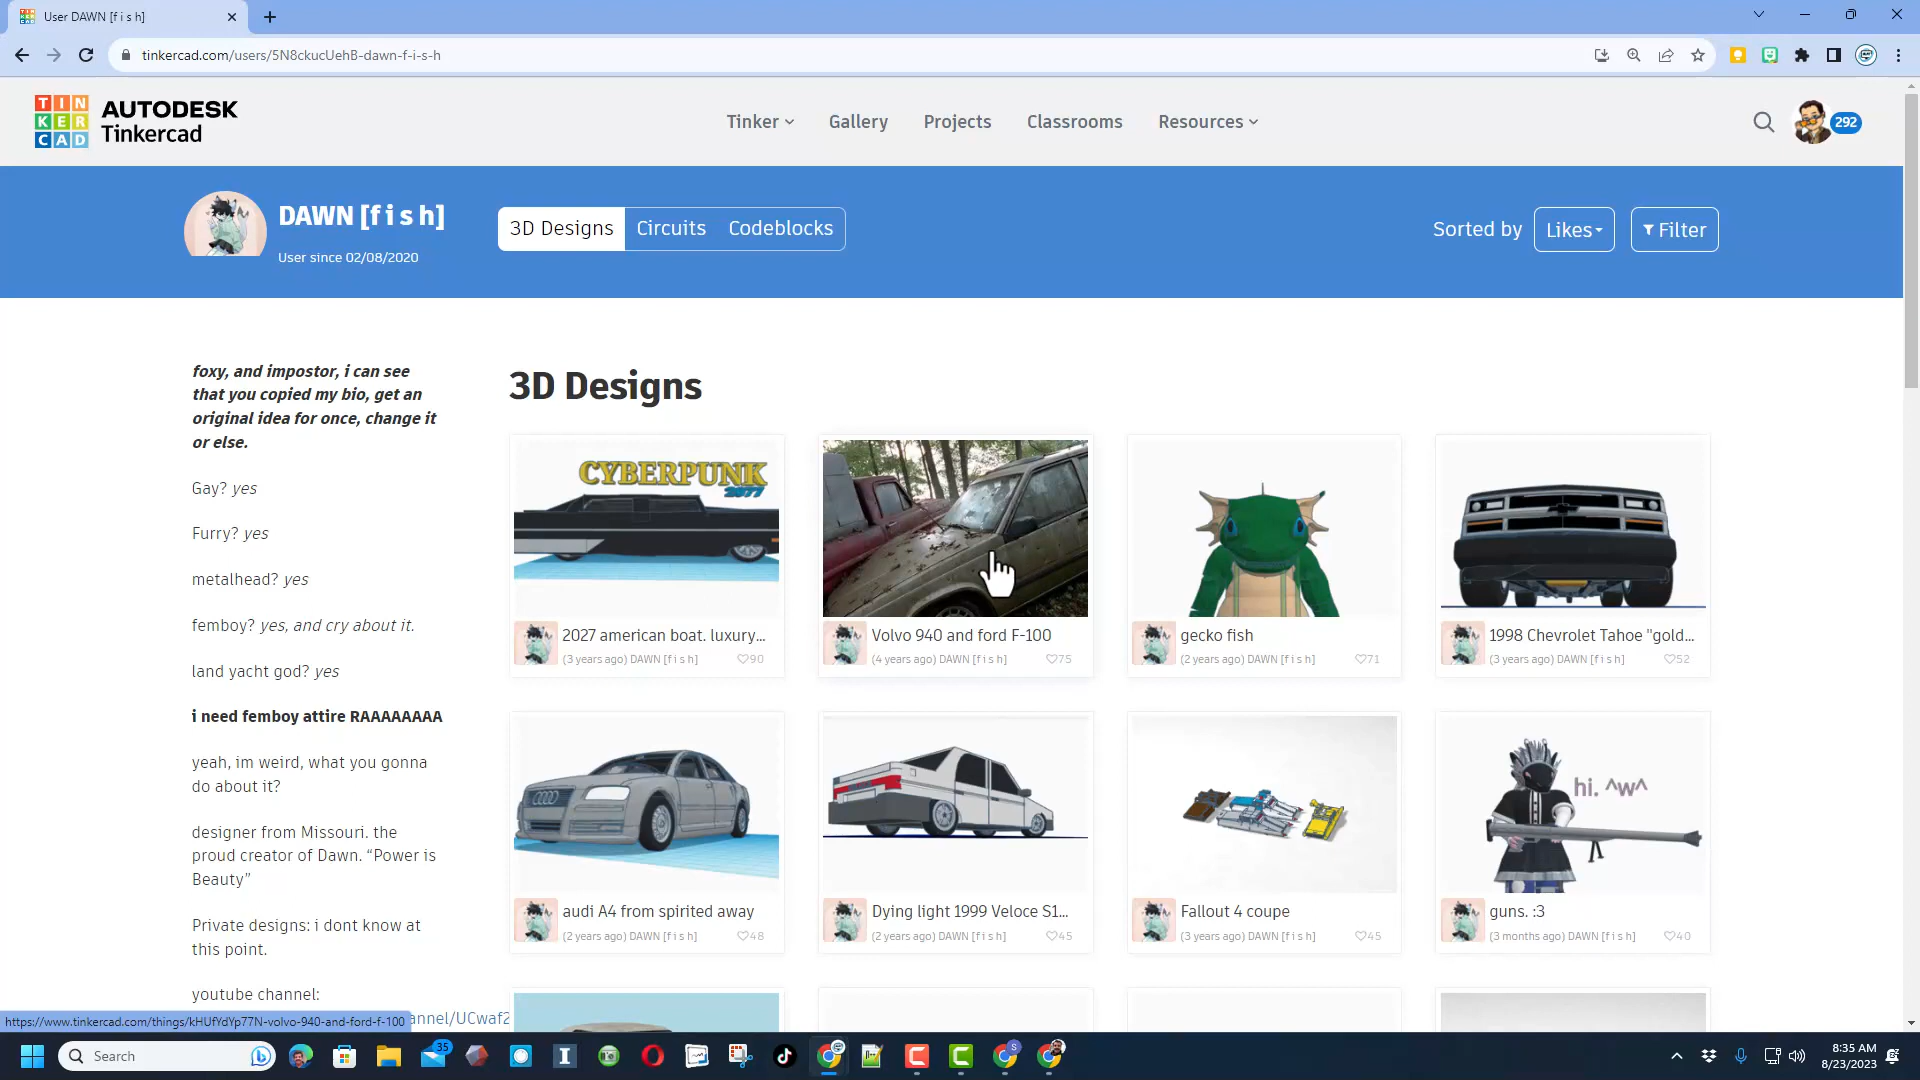 User DAWN [f i s h]
tinkercad.com/users/5N8ckucUehB-dawn-f-i-s-h
TIN
KER
CAD
AUTODESK
Tinkercad
Tinker
Gallery
Projects
Classrooms
Resources
292
DAWN [f i s h]
User since 02/08/2020
3D Designs
Circuits
Codeblocks
Sorted by
Likes
Filter
foxy, and impostor, i can see
that you copied my bio, get an
original idea for once, change it
or else.
Gay? yes
Furry? yes
metalhead? yes
femboy? yes, and cry about it.
land yacht god? yes
i need femboy attire RAAAAAAAA
yeah, im weird, what you gonna
do about it?
designer from Missouri. the
proud creator of Dawn. “Power is
Beauty”
Private designs: i dont know at
this point.
youtube channel:
annel/UCwaf2
3D Designs
CYBERPUNK
2077
2027 american boat. luxury...
(3 years ago) DAWN [f i s h]
90
Volvo 940 and ford F-100
(4 years ago) DAWN [f i s h]
75
gecko fish
(2 years ago) DAWN [f i s h]
71
1998 Chevrolet Tahoe "gold...
(3 years ago) DAWN [f i s h]
52
audi A4 from spirited away
(2 years ago) DAWN [f i s h]
48
Dying light 1999 Veloce S1...
(2 years ago) DAWN [f i s h]
45
Fallout 4 coupe
(3 years ago) DAWN [f i s h]
45
hi. ^w^
guns. :3
(3 months ago) DAWN [f i s h]
40
https://www.tinkercad.com/things/kHUfYdYp77N-volvo-940-and-ford-f-100
Search
35
S
8:35 AM
8/23/2023